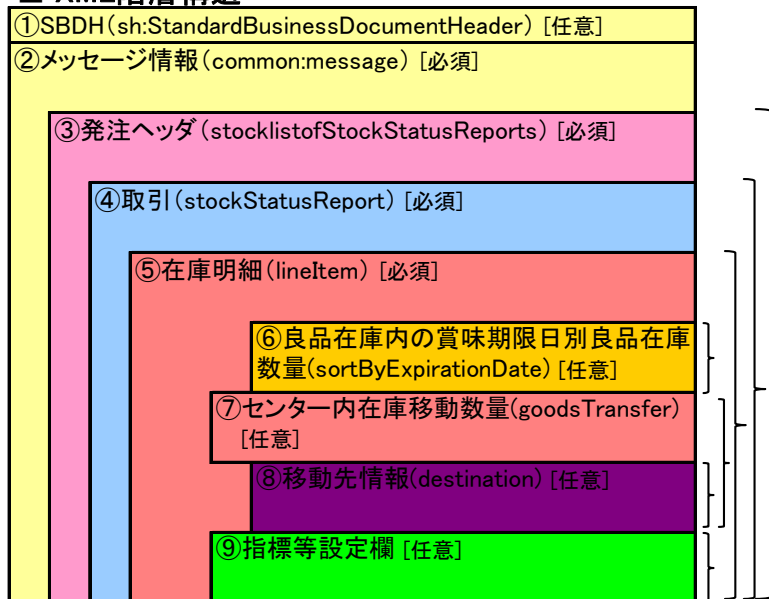 ①SBDH(sh:StandardBusinessDocumentHeader) [任意]
②メッセージ情報(common:message) [必須]
③発注ヘッダ(stocklistofStockStatusReports) [必須]
④取引(stockStatusReport) [必須]
⑤在庫明細(lineItem) [必須]
⑥良品在庫内の賞味期限日別良品在庫
数量(sortByExpirationDate) [任意]
⑦センター内在庫移動数量(goodsTransfer)
[任意]
⑧移動先情報(destination) [任意]
⑨指標等設定欄 [任意]